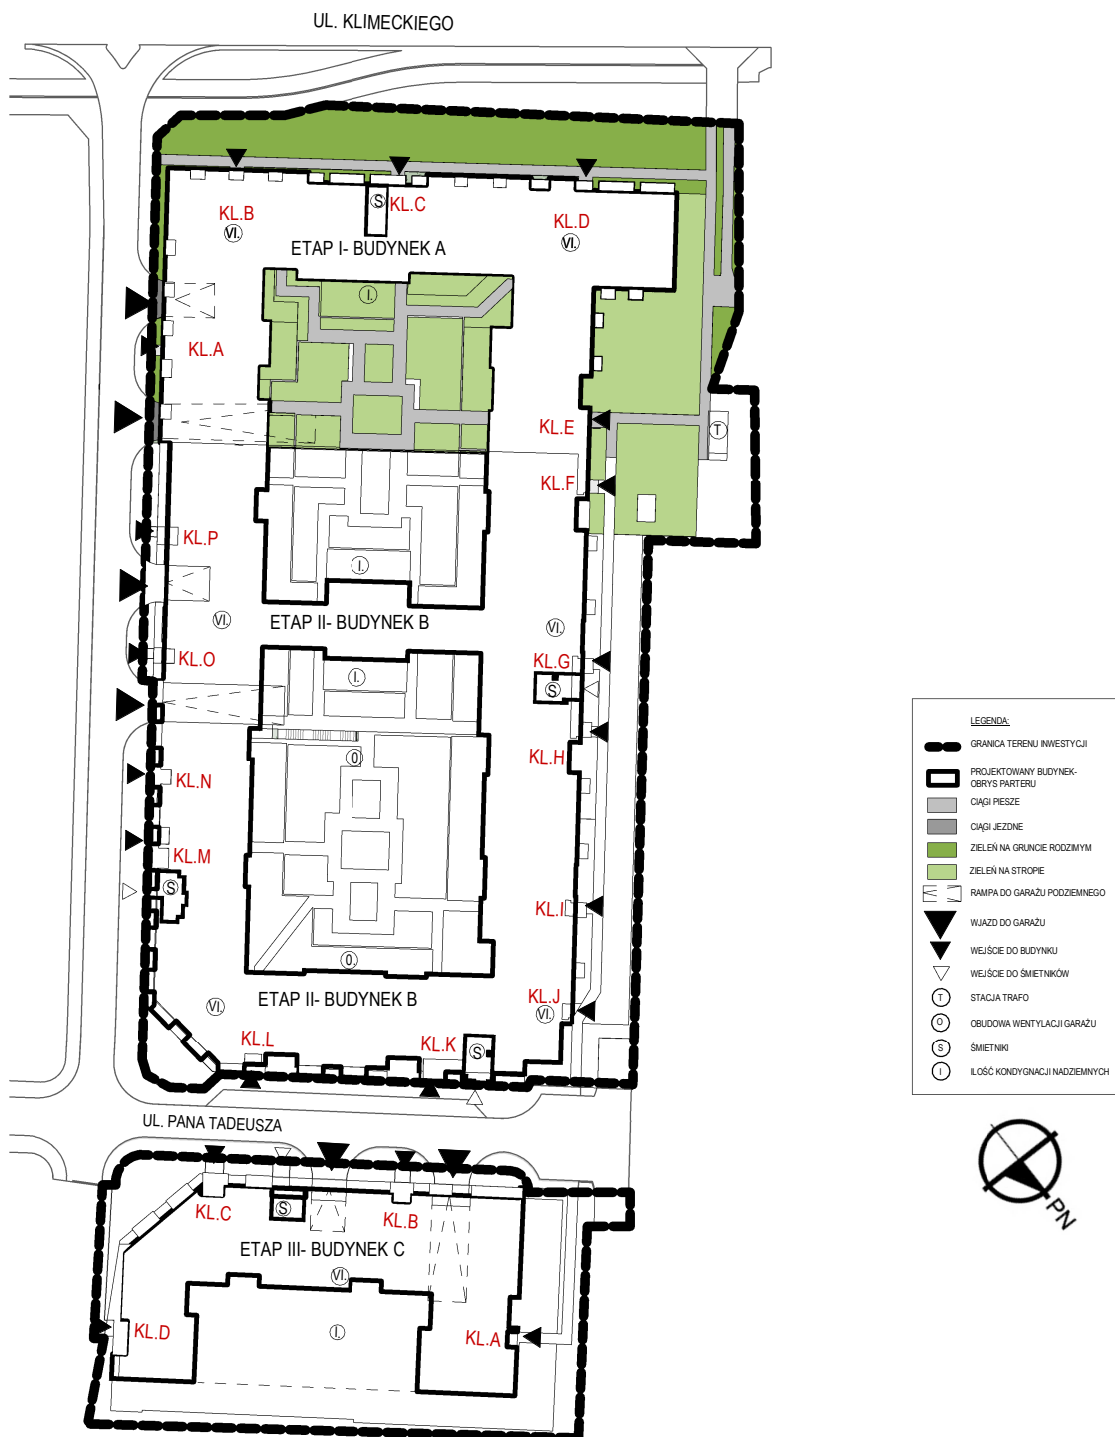 UL. KLIMECKIEGO
KL.B
VI.
S
KL.C
KL.D
VI.
ETAP I- BUDYNEK A
I.
KL.A
KL.E
T
KL.F
KL.P
I.
ETAP II- BUDYNEK B
VI.
VI.
KL.O
KL.G
I.
S
KL.H
O.
KL.N
KL.M
S
KL.I
O.
ETAP II- BUDYNEK B
VI.
KL.J
VI.
KL.L
KL.K
S
UL. PANA TADEUSZA
KL.C
S
KL.B
ETAP III- BUDYNEK C
VI.
KL.D
I.
KL.A
LEGENDA:
GRANICA TERENU INWESTYCJI
PROJEKTOWANY BUDYNEK-
OBRYS PARTERU
CIĄGI PIESZE
CIĄGI JEZDNE
ZIELEŃ NA GRUNCIE RODZIMYM
ZIELEŃ NA STROPIE
RAMPA DO GARAŻU PODZIEMNEGO
WJAZD DO GARAŻU
WEJŚCIE DO BUDYNKU
WEJŚCIE DO ŚMIETNIKÓW
T STACJA TRAFO
O OBUDOWA WENTYLACJI GARAŻU
S ŚMIETNIKI
I ILOŚĆ KONDYGNACJI NADZIEMNYCH
PN